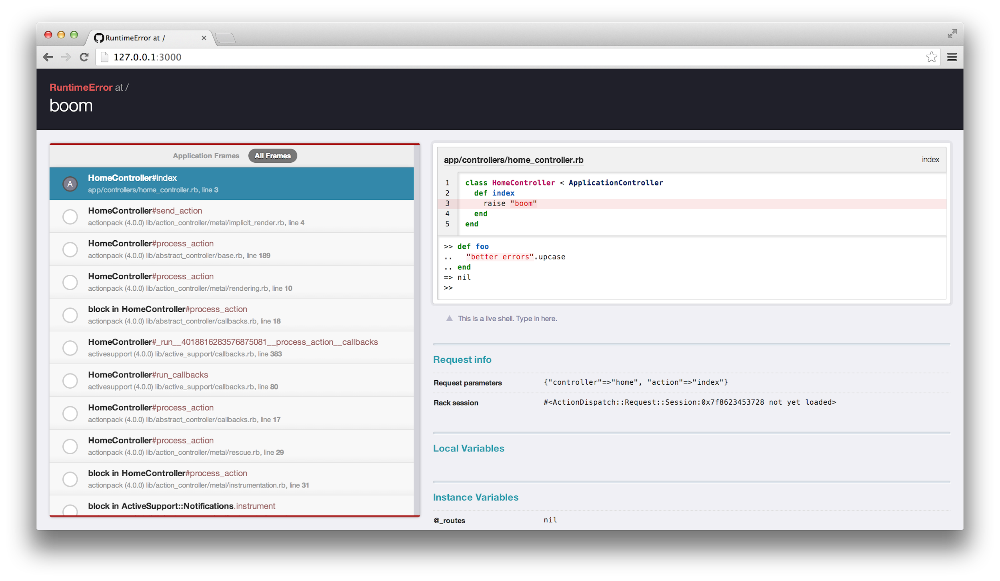 RuntimeError at /
127.0.0.1:3000
RuntimeError at /
boom
Application Frames All Frames
A
HomeController#index
app/controllers/home_controller.rb, line 3
HomeController#send_action
actionpack (4.0.0) lib/action_controller/metal/implicit_render.rb, line 4
HomeController#process_action
actionpack (4.0.0) lib/abstract_controller/base.rb, line 189
HomeController#process_action
actionpack (4.0.0) lib/action_controller/metal/rendering.rb, line 10
block in HomeController#process_action
actionpack (4.0.0) lib/abstract_controller/callbacks.rb, line 18
HomeController#_run__4018816283576875081__process_action__callbacks
activesupport (4.0.0) lib/active_support/callbacks.rb, line 383
HomeController#run_callbacks
activesupport (4.0.0) lib/active_support/callbacks.rb, line 80
HomeController#process_action
actionpack (4.0.0) lib/abstract_controller/callbacks.rb, line 17
HomeController#process_action
actionpack (4.0.0) lib/action_controller/metal/rescue.rb, line 29
block in HomeController#process_action
actionpack (4.0.0) lib/action_controller/metal/instrumentation.rb, line 31
block in ActiveSupport::Notifications.instrument
app/controllers/home_controller.rb index
1 class HomeController < ApplicationController
2   def index
3     raise "boom"
4   end
5 end
>> def foo
..   "better errors".upcase
.. end
=> nil
>>
This is a live shell. Type in here.
Request info
Request parameters {"controller"=>"home", "action"=>"index"}
Rack session #<ActionDispatch::Request::Session:0x7f8623453728 not yet loaded>
Local Variables
Instance Variables
@_routes nil